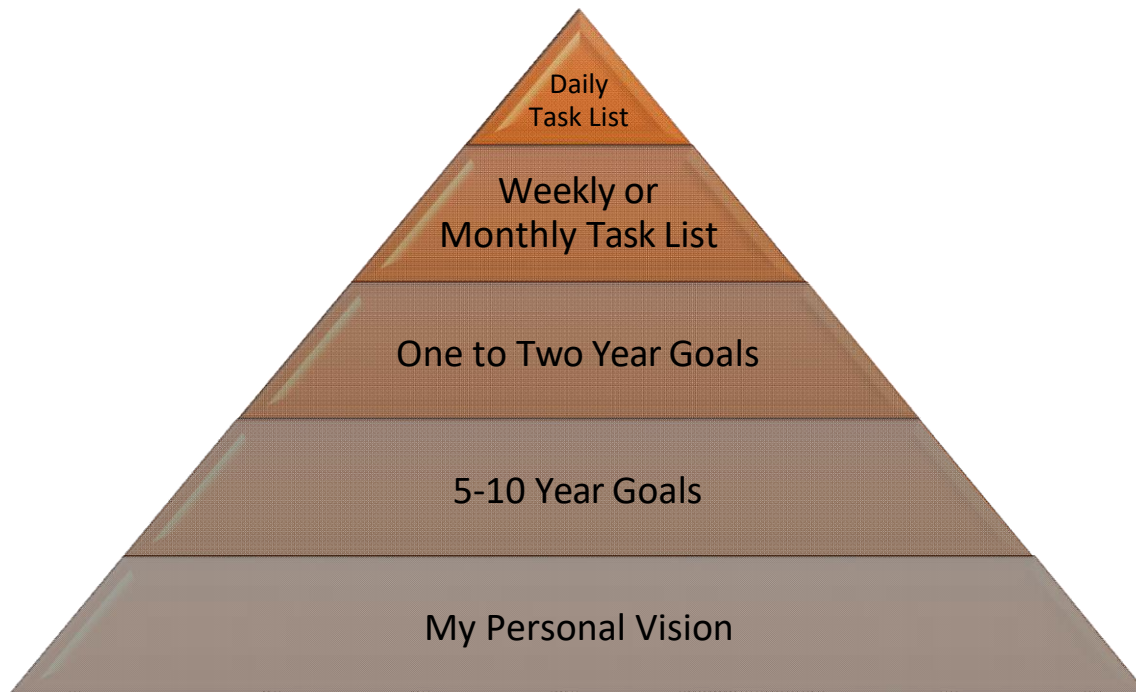 Daily
Task List
Weekly or
Monthly Task List
One to Two Year Goals
5-10 Year Goals
My Personal Vision